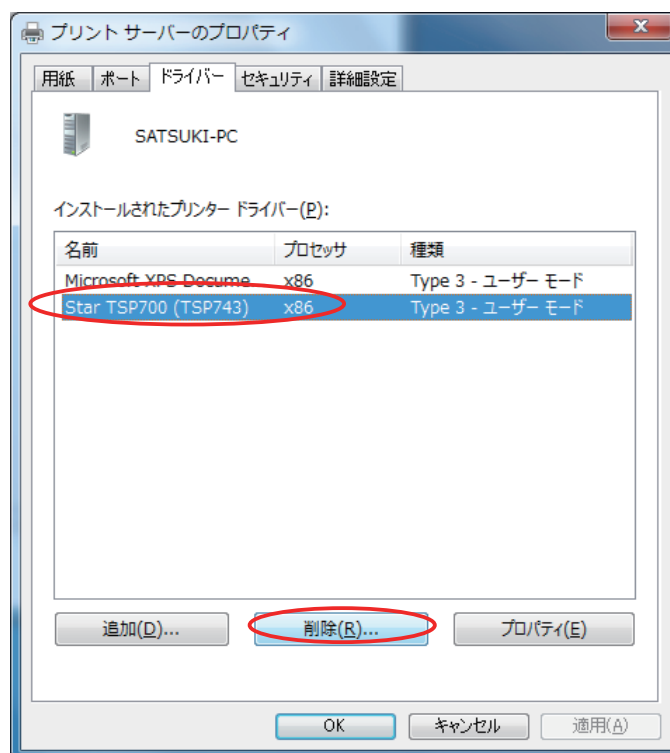 プリント サーバーのプロパティ
用紙 ポート ドライバー セキュリティ 詳細設定
SATSUKI-PC
インストールされたプリンター ドライバー(P):
名前 プロセッサ 種類
Microsoft XPS Docume... x86 Type 3 - ユーザー モード
Star TSP700 (TSP743) x86 Type 3 - ユーザー モード
追加(D)... 削除(R)... プロパティ(E)
OK キャンセル 適用(A)